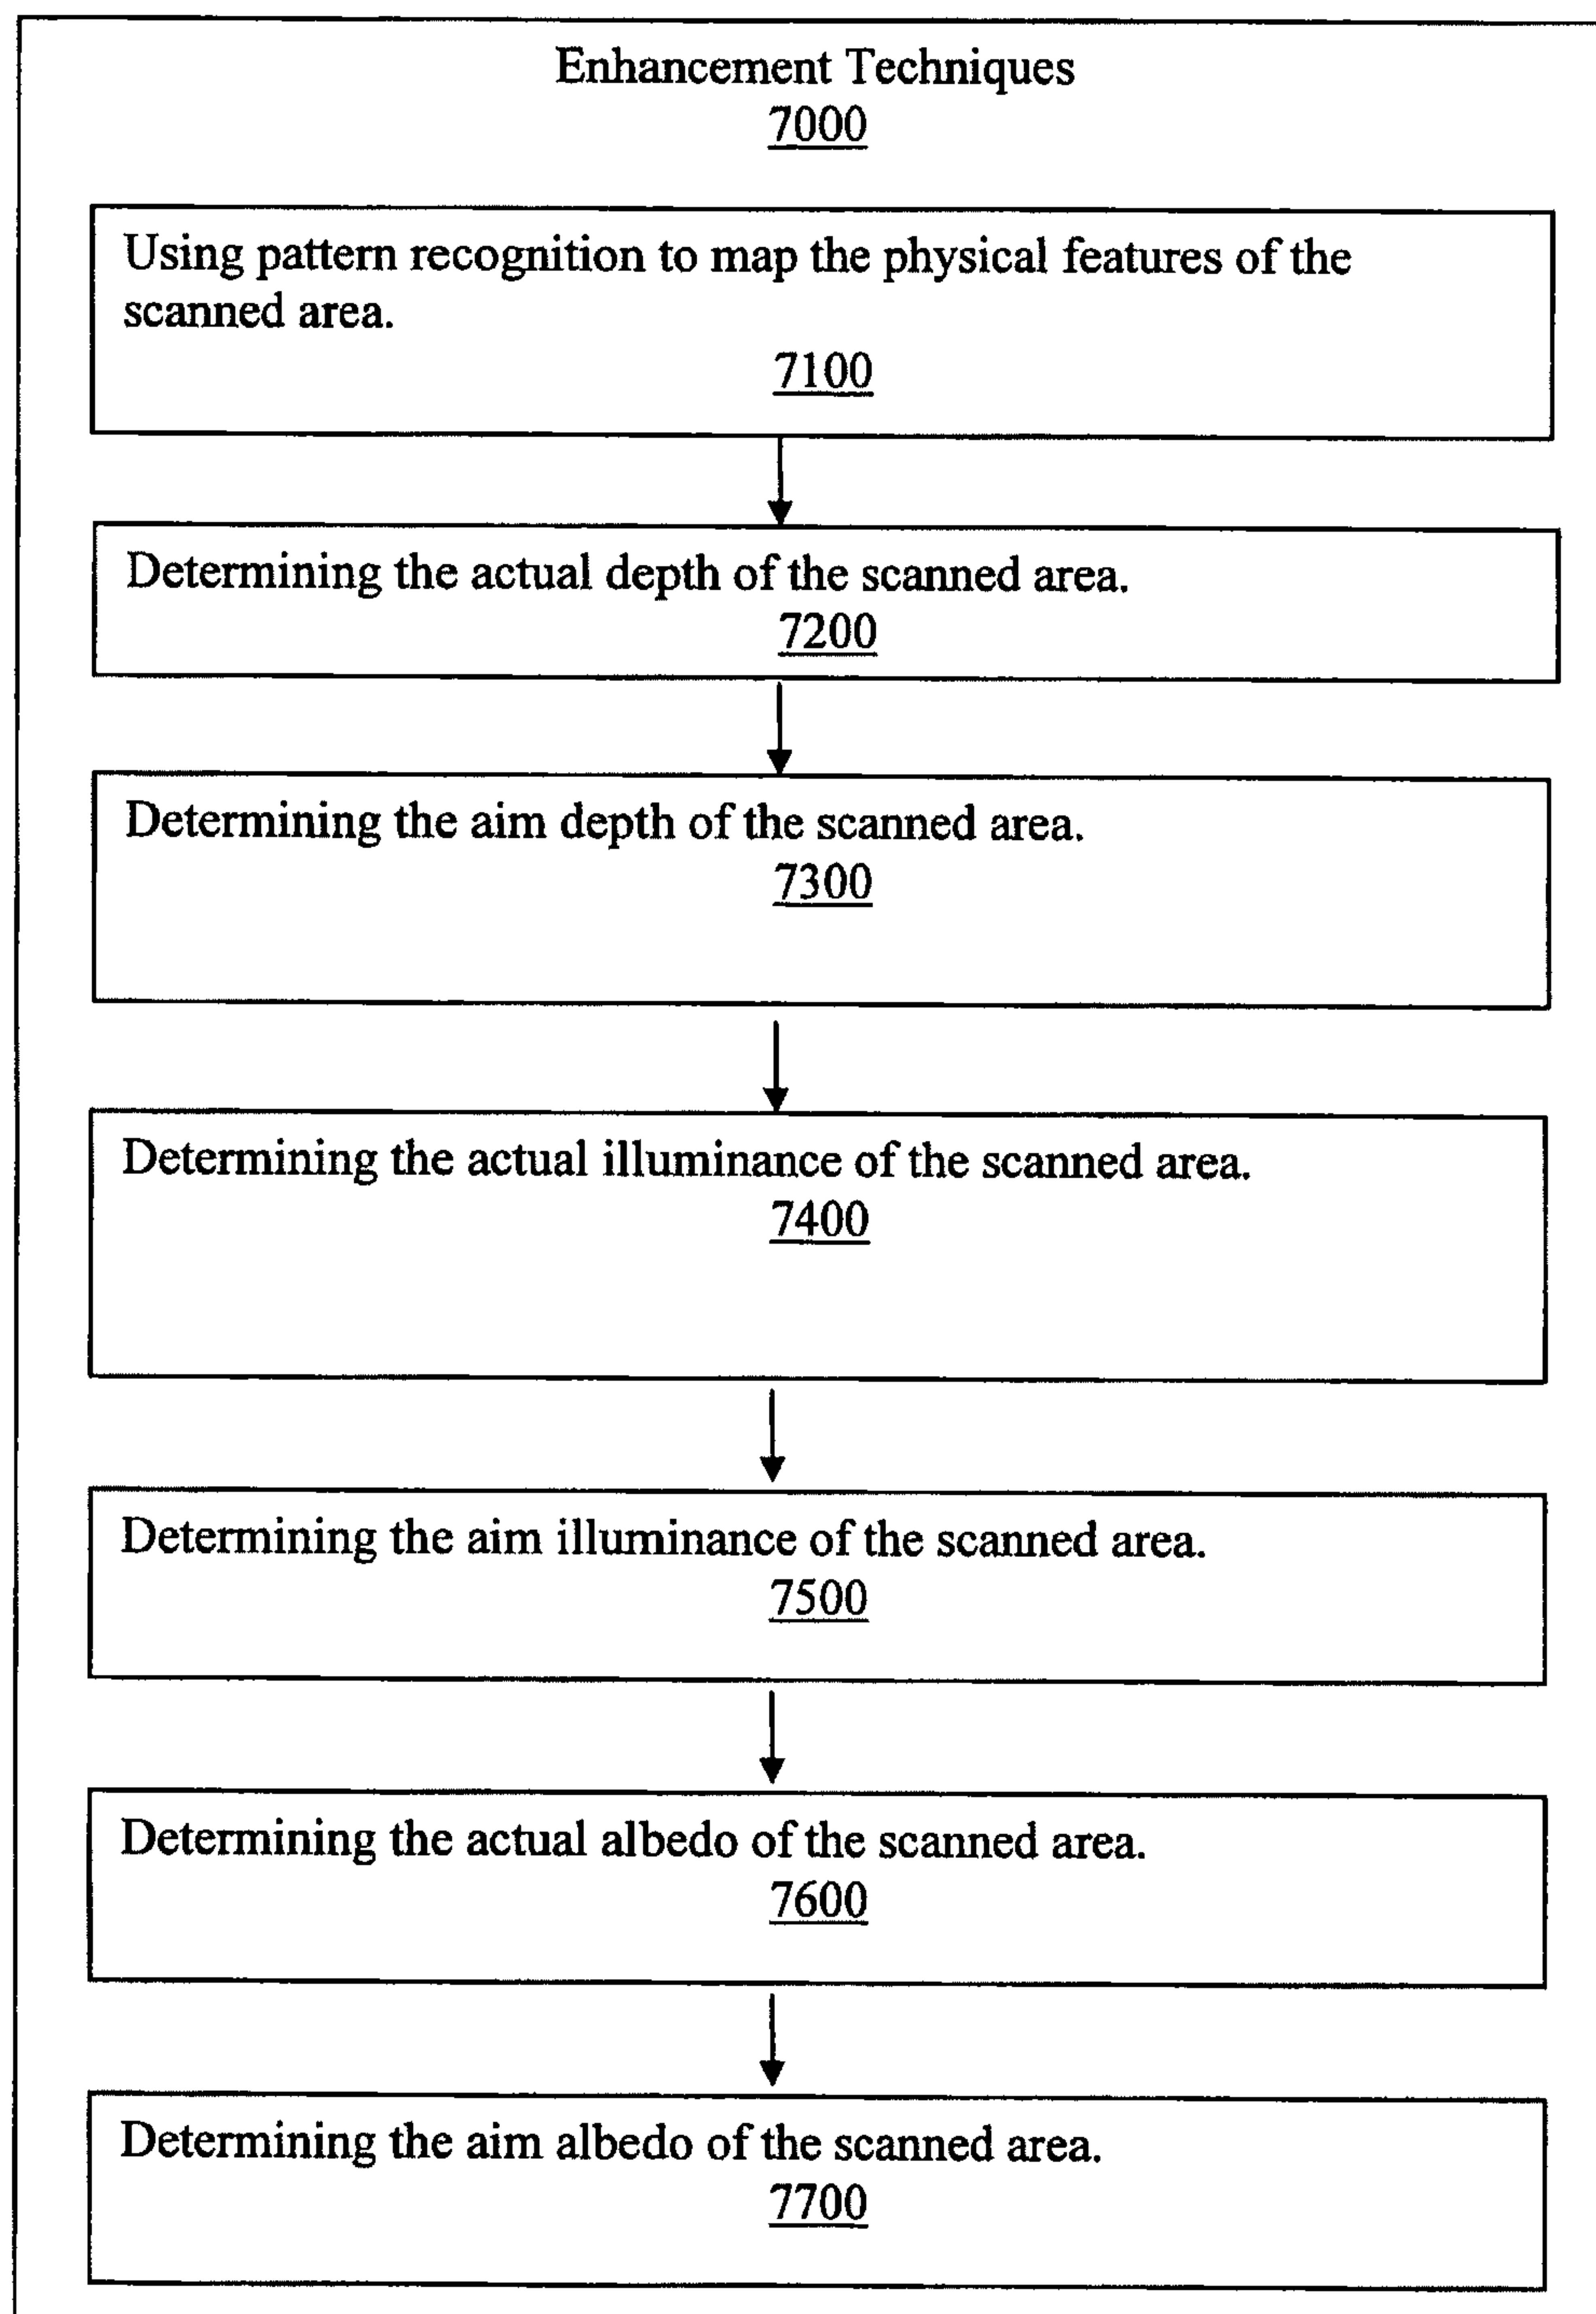 Enhancement Techniques
7000
Using pattern recognition to map the physical features of the
scanned area.
7100
Determining the actual depth of the scanned area.
7200
Determining the aim depth of the scanned area.
7300
Determining the actual illuminance of the scanned area.
7400
Determining the aim illuminance of the scanned area.
7500
Determining the actual albedo of the scanned area.
7600
Determining the aim albedo of the scanned area.
7700